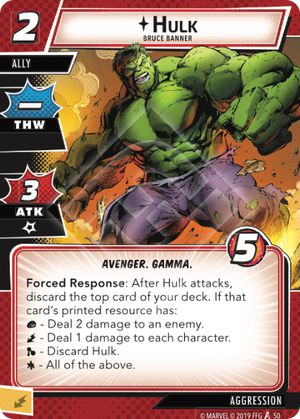 2
Hulk
BRUCE BANNER
ALLY
THW
3
ATK
5
AVENGER. GAMMA.
Forced Response: After Hulk attacks,
discard the top card of your deck. If that
card's printed resource has:
- Deal 2 damage to an enemy.
- Deal 1 damage to each character.
- Discard Hulk.
- All of the above.
AGGRESSION
© MARVEL © 2019 FFG 50